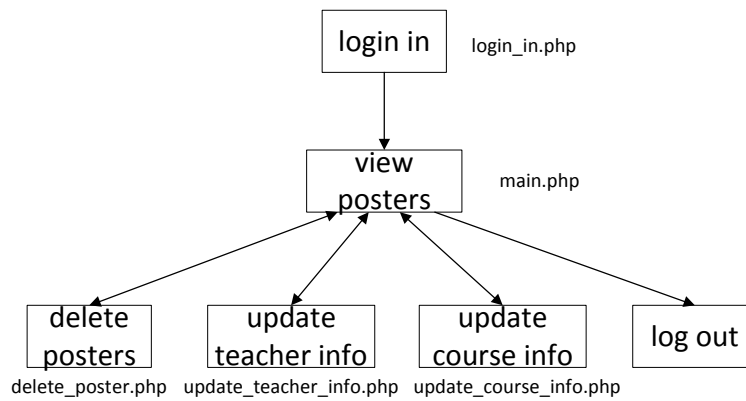 login in
login_in.php
view
posters
main.php
delete
posters
update
teacher info
update
course info
log out
delete_poster.php
update_teacher_info.php
update_course_info.php